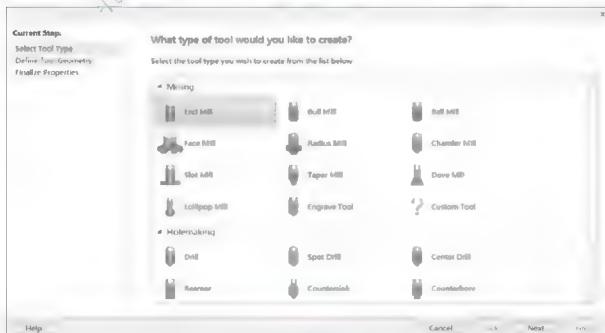 x
Current Step:
What type of tool would you like to create?
Select Tool Type
Define Tool Geometry
Select the tool type you wish to create from the list below
Finalize Properties
Milling
End Mill
Bull Mill
Ball Mill
Face Mill
Radius Mill
Chamfer Mill
Slot Mill
Taper Mill
Dove Mill
Lollipop Mill
Engrave Tool
Custom Tool
Holemaking
Drill
Spot Drill
Center Drill
Reamer
Countersink
Counterbore
Help
Cancel
Next